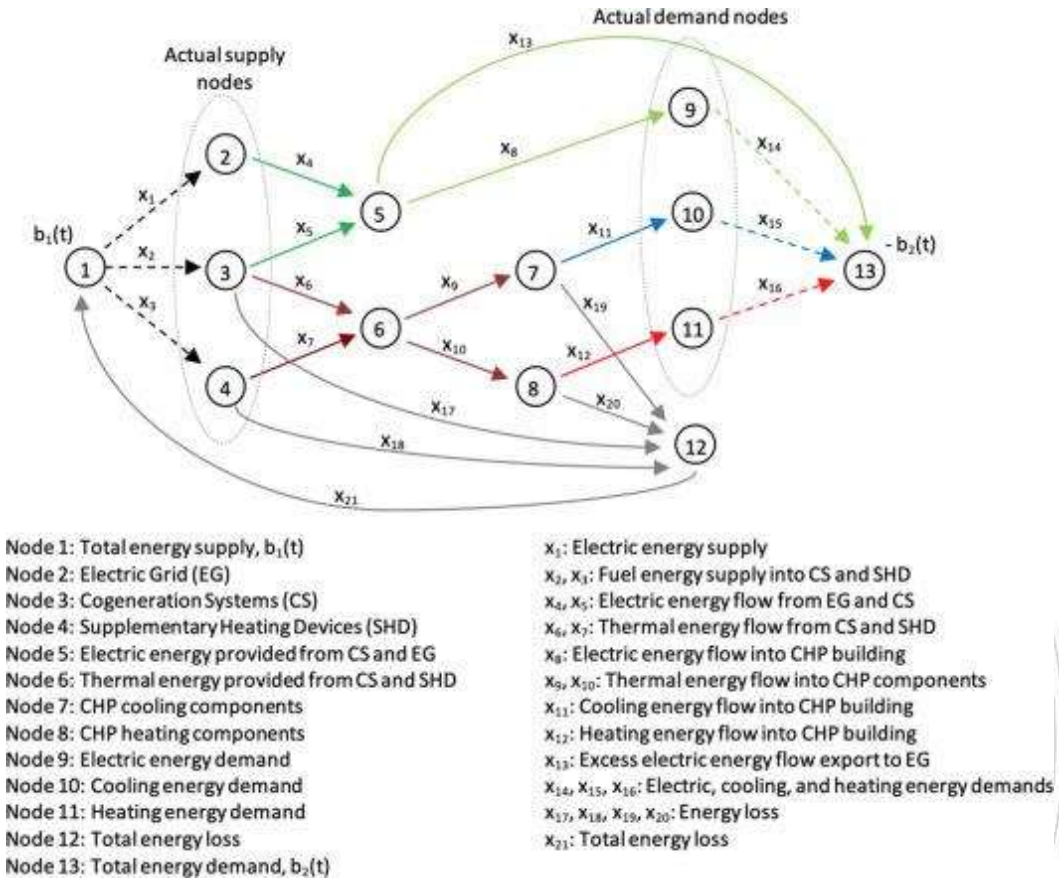 Actual demand nodes
x₁₃
Actual supply
nodes
9
x₁₄
2
x₄
x₈
x₁
5
10
x₁₁
x₁₅
b₁(t)
- b₂(t)
1
x₂
3
x₅
7
13
x₆
x₉
x₃
x₁₉
x₁₆
6
11
x₇
x₁₀
x₁₂
4
8
x₁₇
x₂₀
x₁₈
12
x₂₁
Node 1: Total energy supply, b₁(t)
Node 2: Electric Grid (EG)
Node 3: Cogeneration Systems (CS)
Node 4: Supplementary Heating Devices (SHD)
Node 5: Electric energy provided from CS and EG
Node 6: Thermal energy provided from CS and SHD
Node 7: CHP cooling components
Node 8: CHP heating components
Node 9: Electric energy demand
Node 10: Cooling energy demand
Node 11: Heating energy demand
Node 12: Total energy loss
Node 13: Total energy demand, b₂(t)
x₁: Electric energy supply
x₂, x₃: Fuel energy supply into CS and SHD
x₄, x₅: Electric energy flow from EG and CS
x₆, x₇: Thermal energy flow from CS and SHD
x₈: Electric energy flow into CHP building
x₉, x₁₀: Thermal energy flow into CHP components
x₁₁: Cooling energy flow into CHP building
x₁₂: Heating energy flow into CHP building
x₁₃: Excess electric energy flow export to EG
x₁₄, x₁₅, x₁₆: Electric, cooling, and heating energy demands
x₁₇, x₁₈, x₁₉, x₂₀: Energy loss
x₂₁: Total energy loss